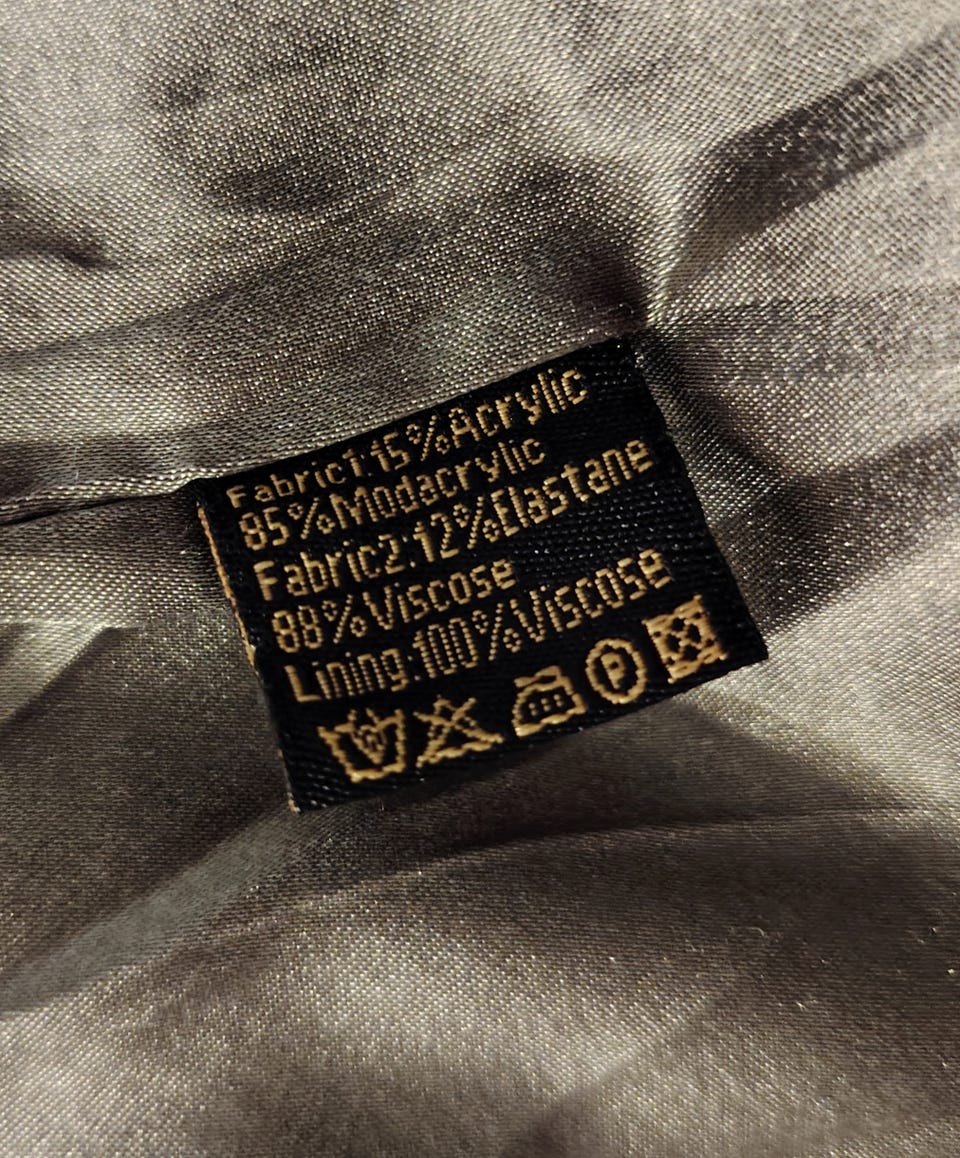 Fabric1:15%Acrylic
85%Modacrylic
Fabric2:12%Elastane
88%Viscose
Lining:100%Viscose
P